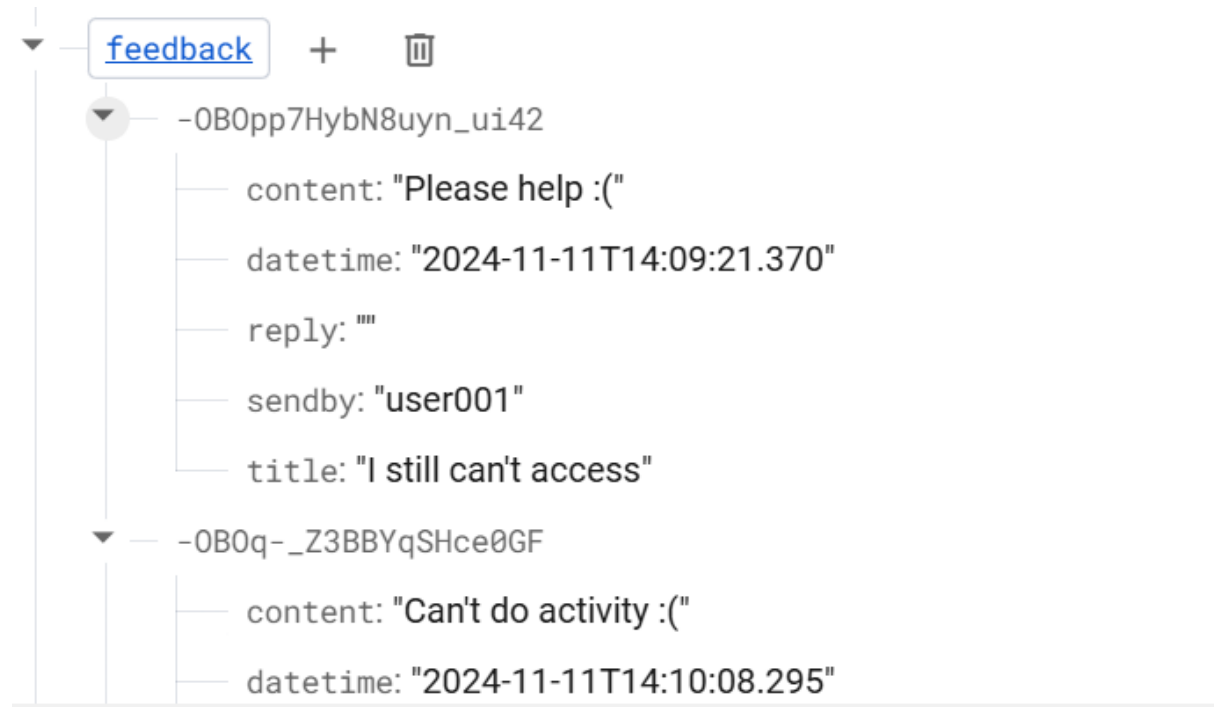 feedback
-OBOpp7HybN8uyn_ui42
content: "Please help :("
datetime: "2024-11-11T14:09:21.370"
reply: ""
sendby: "user001"
title: "I still can't access"
-OBOq-_Z3BBYqSHce0GF
content: "Can't do activity :("
datetime: "2024-11-11T14:10:08.295"